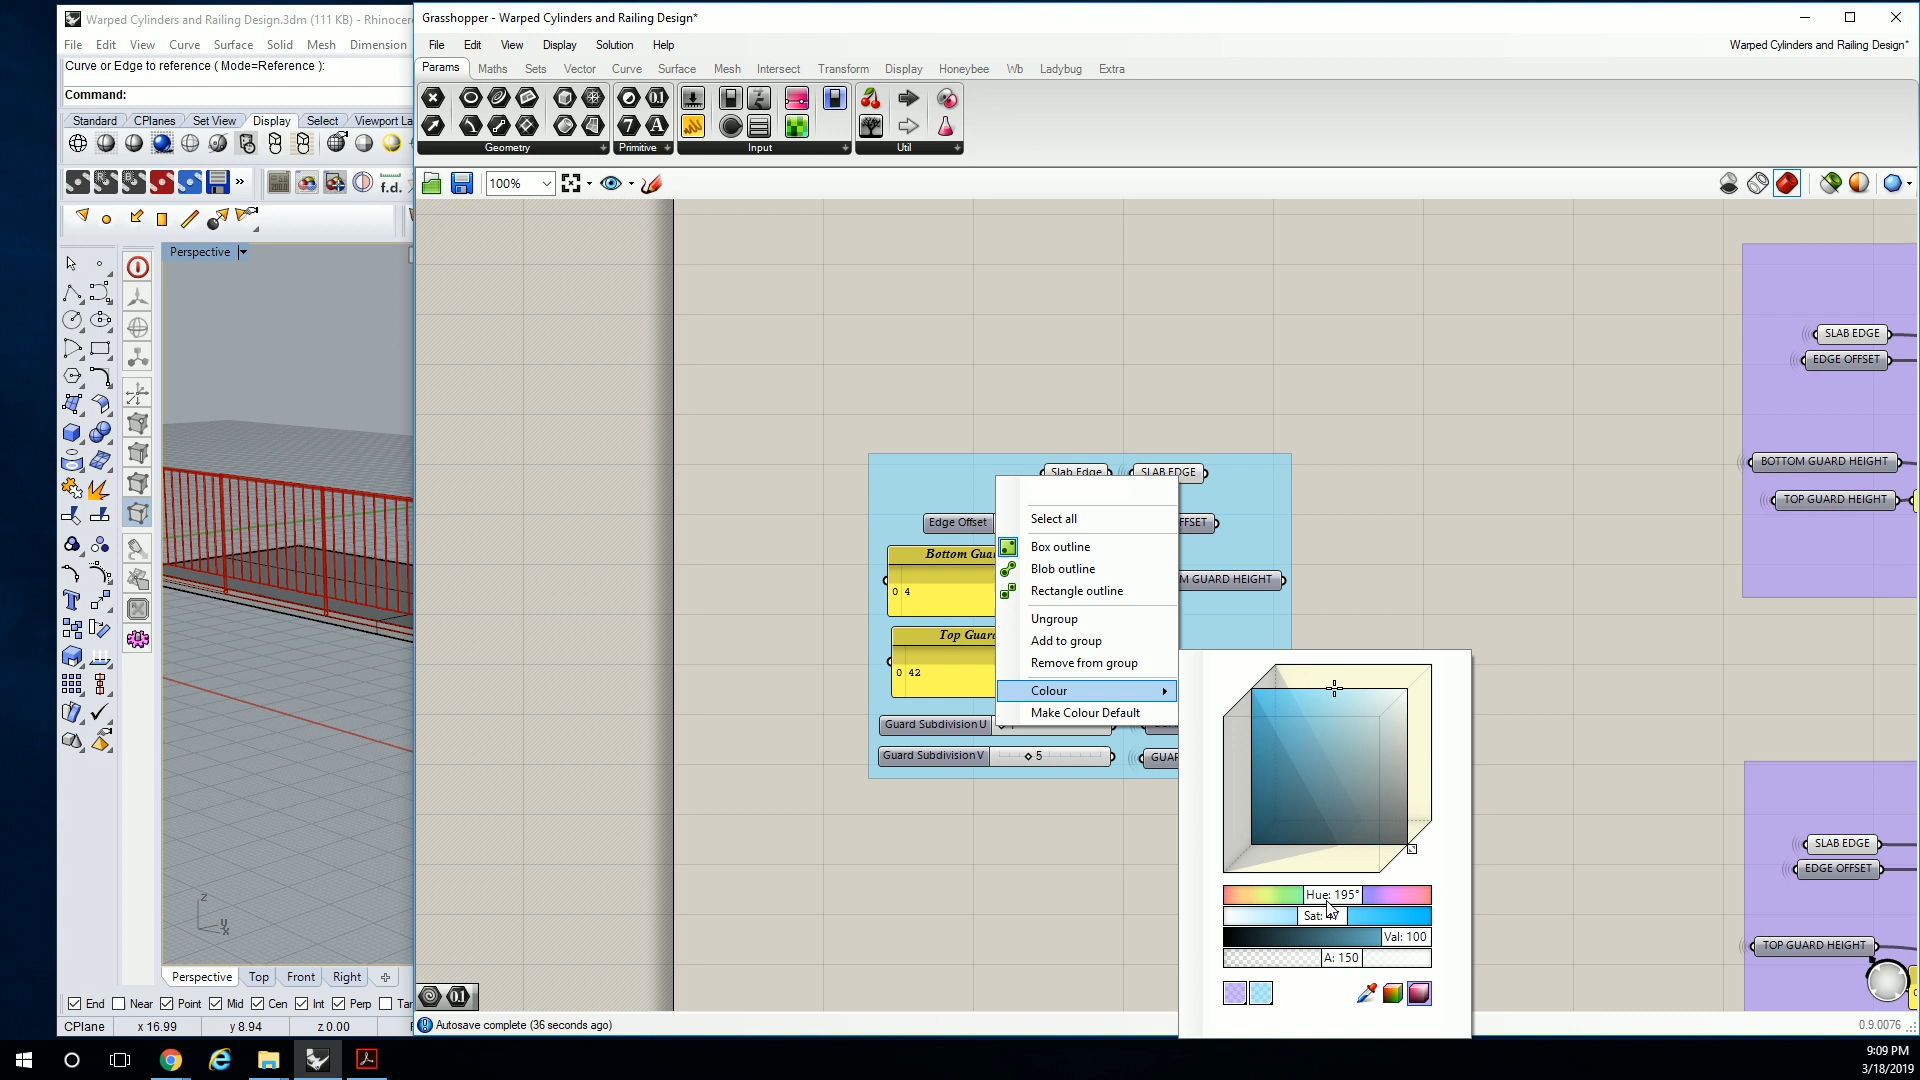 Warped Cylinders and Railing Design.3dm (111 KB) - Rhinocer
File Edit View Curve Surface Solid Mesh Dimension
Curve or Edge to reference ( Mode=Reference ):
Command:
Standard CPlanes Set View Display Select Viewport La
f.d.
Perspective
z
y
x
Perspective Top Front Right
End Near Point Mid Cen Int Perp Tar
CPlane x 16.99 y 8.94 z 0.00
Grasshopper - Warped Cylinders and Railing Design*
File Edit View Display Solution Help
Warped Cylinders and Railing Design*
Params Maths Sets Vector Curve Surface Mesh Intersect Transform Display Honeybee Wb Ladybug Extra
Geometry Primitive Input Util
100%
Slab Edge SLAB EDGE
Edge Offset FFSET
Bottom Guar
0 4
M GUARD HEIGHT
Top Guard
0 42
Guard Subdivision U
Guard Subdivision V 5
GUAR
Select all
Box outline
Blob outline
Rectangle outline
Ungroup
Add to group
Remove from group
Colour
Make Colour Default
Hue: 195°
Sat: 47
Val: 100
A: 150
SLAB EDGE
EDGE OFFSET
BOTTOM GUARD HEIGHT
TOP GUARD HEIGHT
SLAB EDGE
EDGE OFFSET
TOP GUARD HEIGHT
Autosave complete (36 seconds ago)
0.9.0076
9:09 PM
3/18/2019